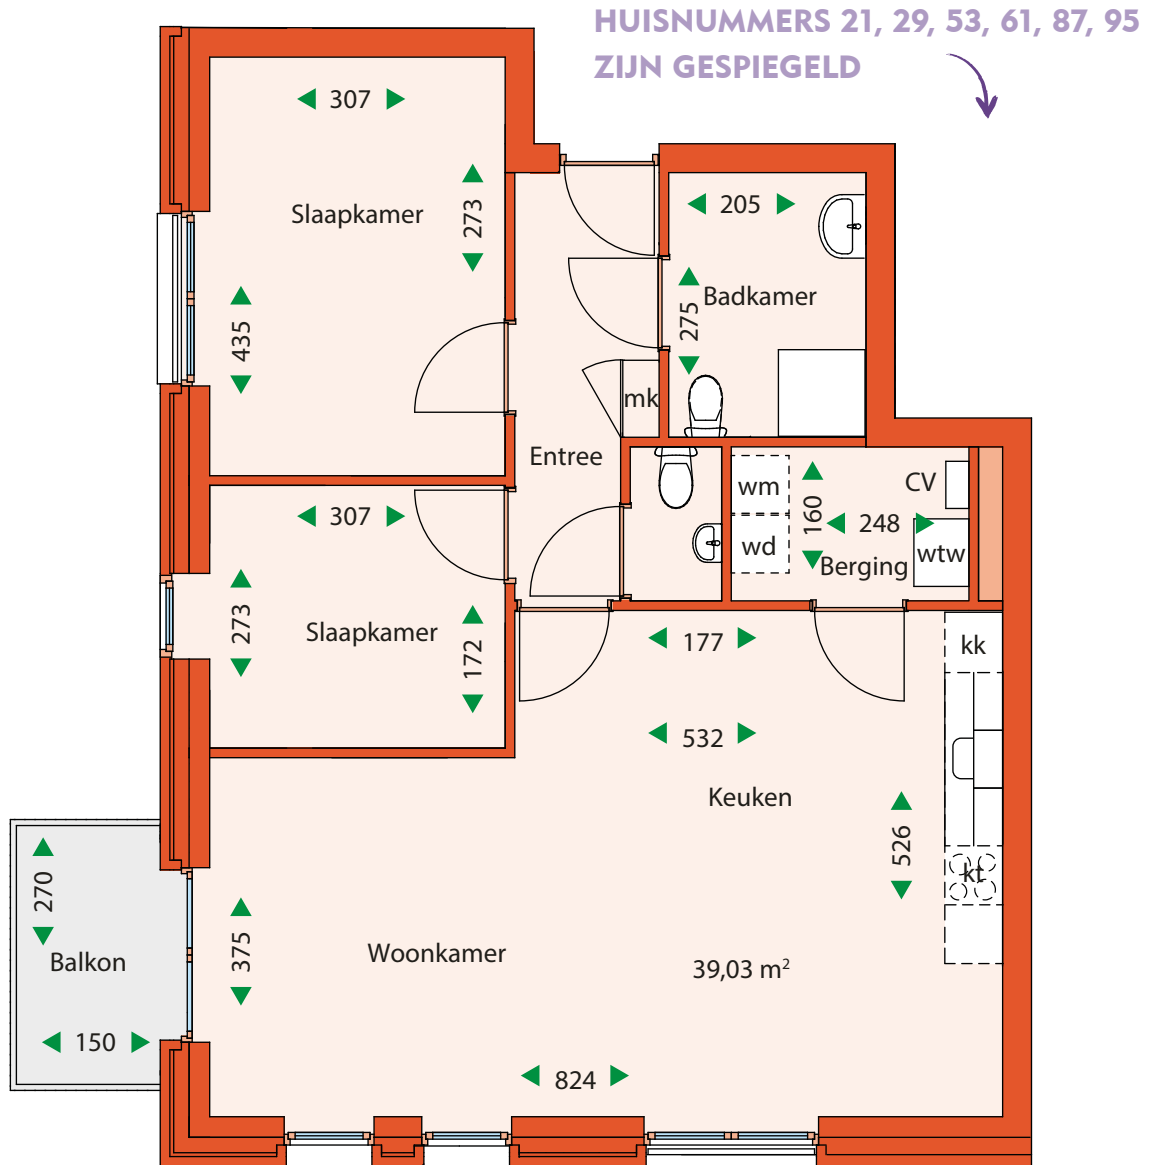 HUISNUMMERS 21, 29, 53, 61, 87, 95
ZIJN GESPIEGELD
307
Slaapkamer
273
435
205
Badkamer
275
mk
Entree
wm
wd
160
248
CV
wtw
Berging
307
273
Slaapkamer
172
177
kk
532
Keuken
526
kt
270
Balkon
150
375
Woonkamer
39,03 m²
824